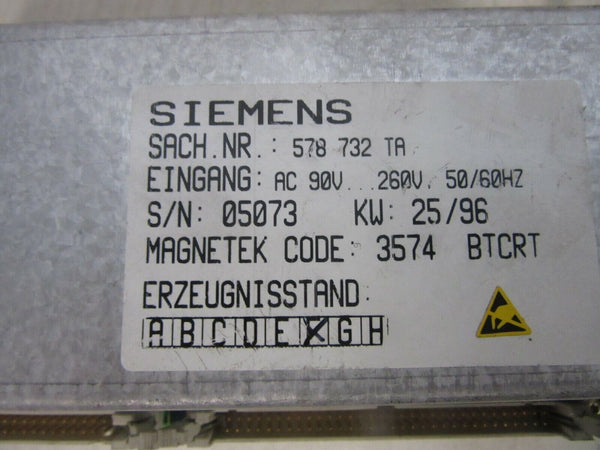 SIEMENS
SACH.NR.: 578 732 TA
EINGANG: AC 90V...260V, 50/60HZ
S/N: 05073 KW: 25/96
MAGNETEK CODE: 3574 BTCRT
ERZEUGNISSTAND:
A B C D E F G H